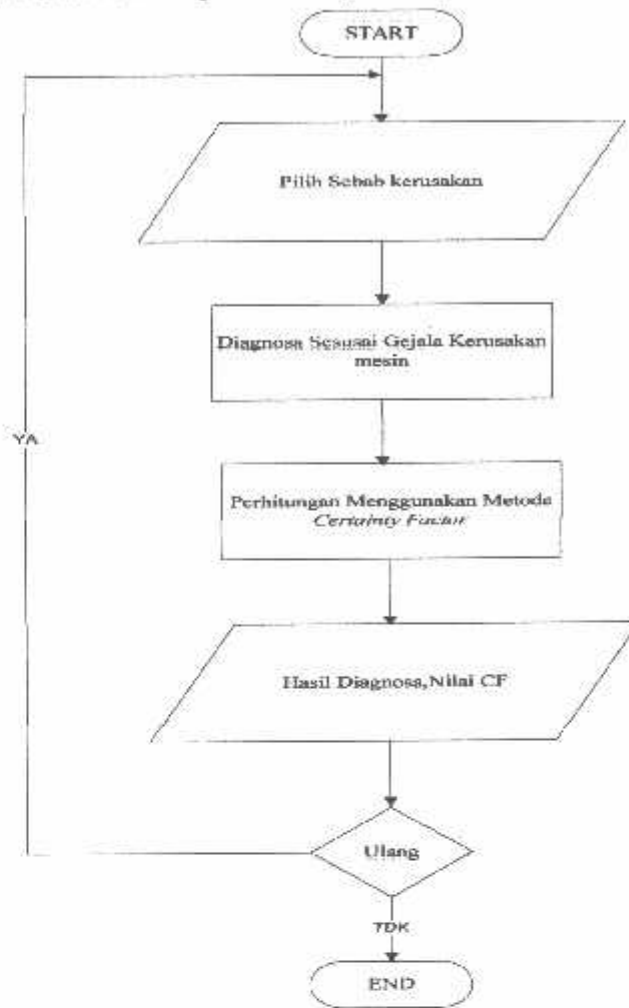 START
Pilih Sebab kerusakan
Diagnosa Sesusai Gejala Kerusakan
mesin
YA
Perhitungan Menggunakan Metode
Certainty Factor
Hasil Diagnosa,Nilai CF
Ulang
TDK
END